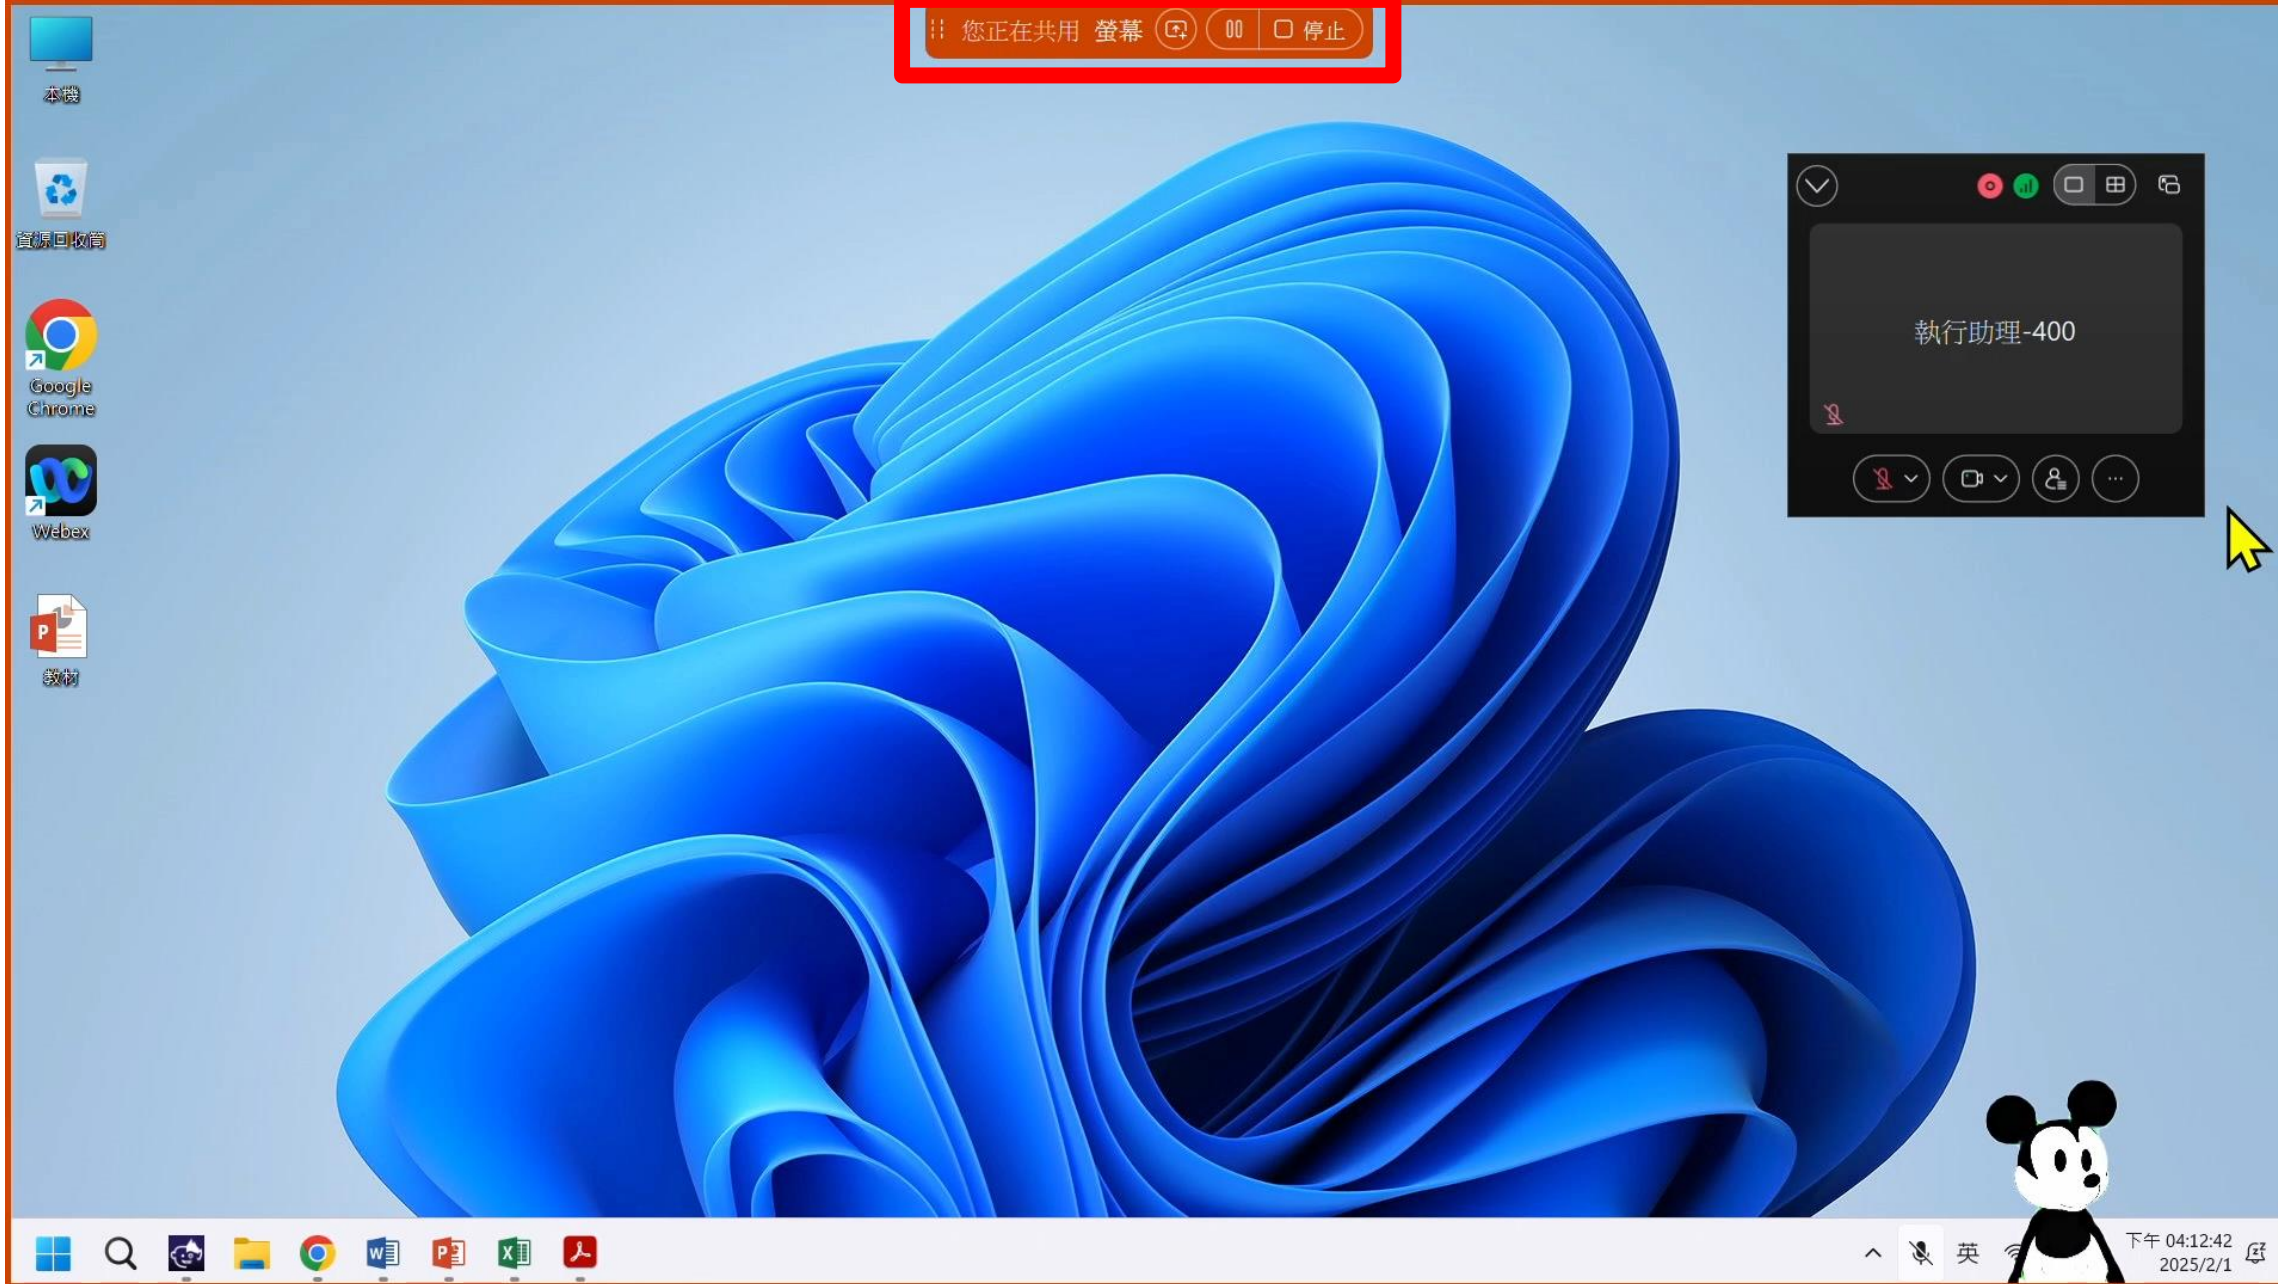 您正在共用 螢幕 停止
本機
資源回收筒
Google
Chrome
Webex
教材
執行助理-400
英
下午 04:12:42
2025/2/1